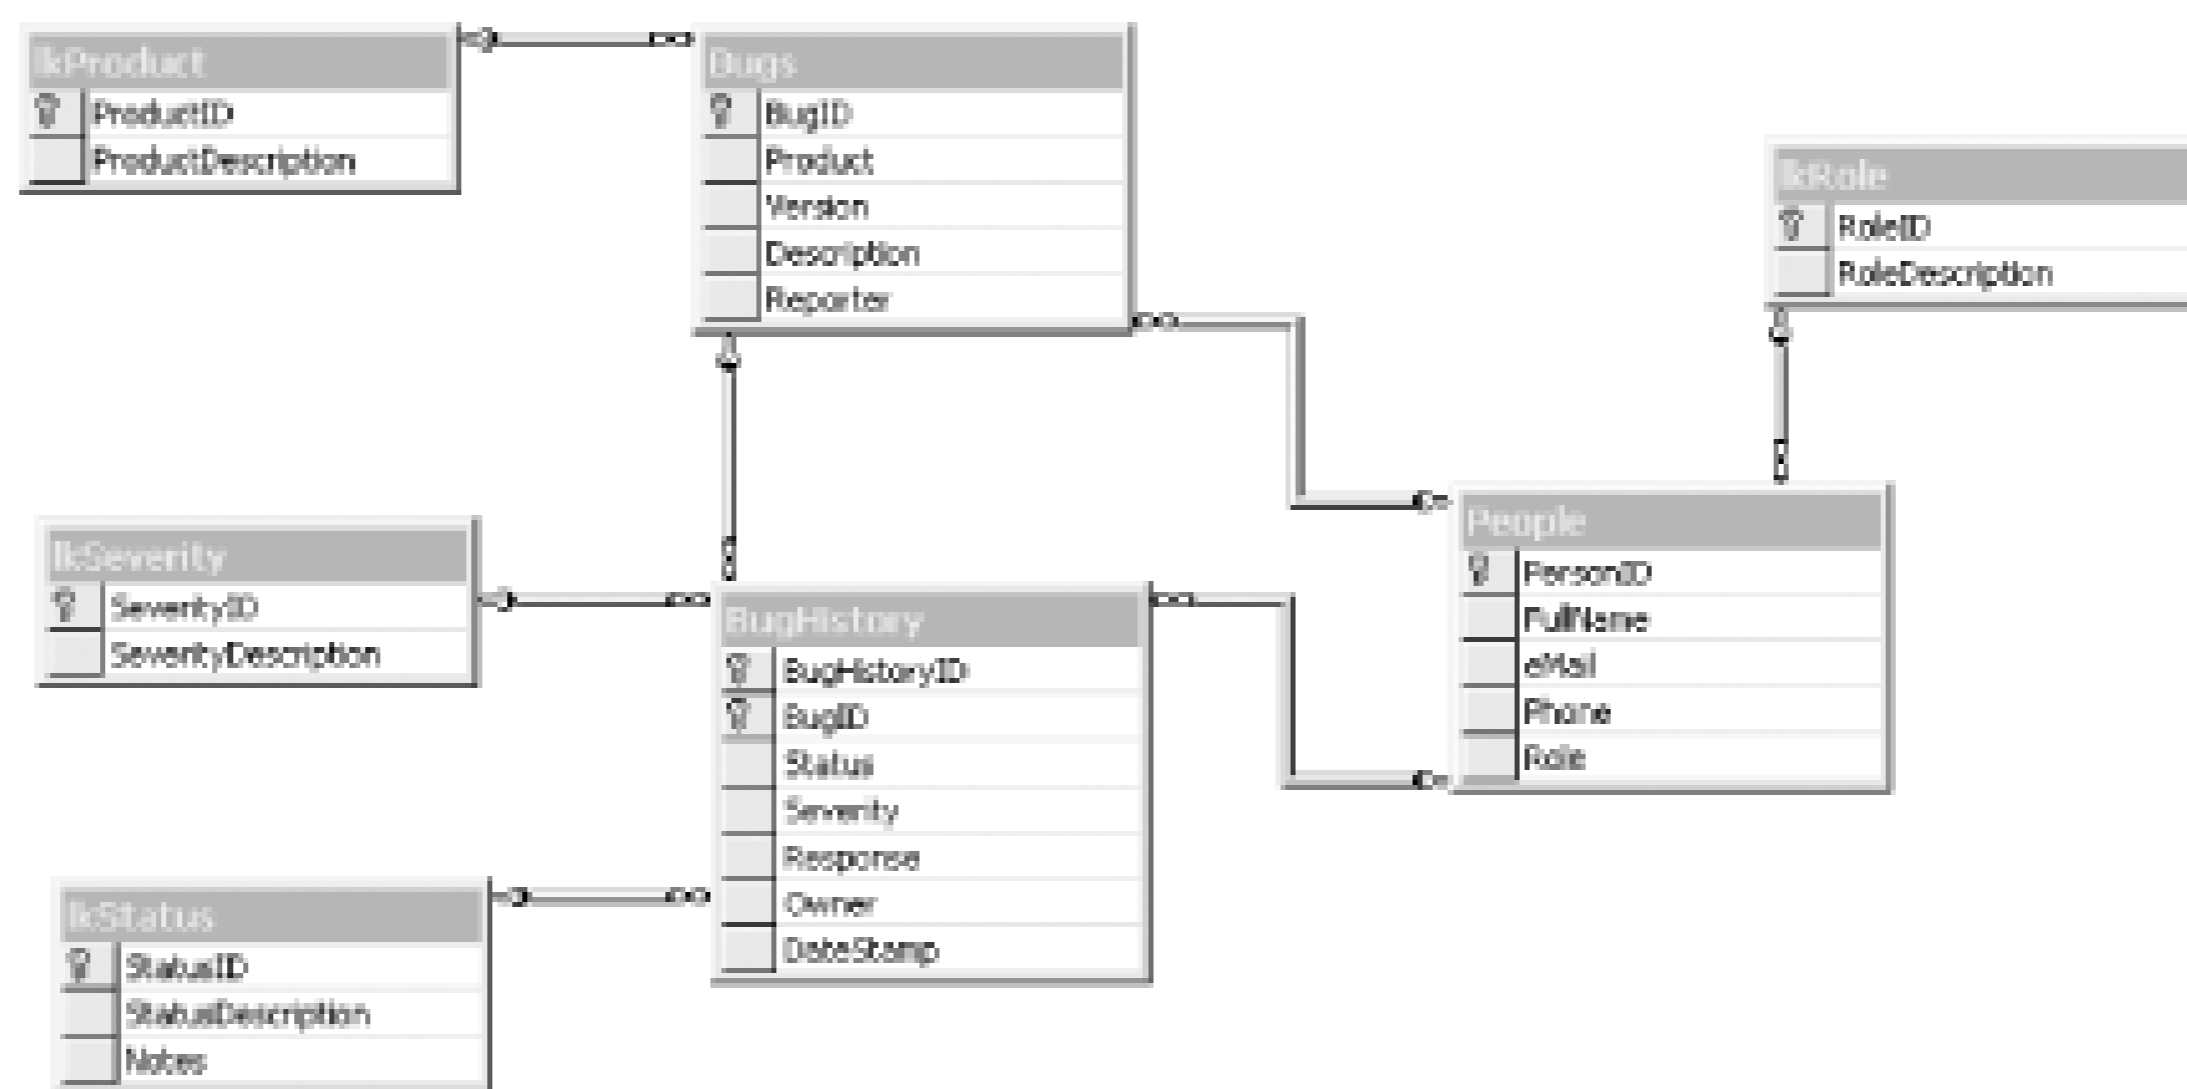 lkProduct
ProductID
ProductDescription
Bugs
BugID
Product
Version
Description
Reporter
lkRole
RoleID
RoleDescription
lkSeverity
SeverityID
SeverityDescription
BugHistory
BugHistoryID
BugID
Status
Severity
Response
Owner
DateStamp
People
PersonID
FullName
eMail
Phone
Role
lkStatus
StatusID
StatusDescription
Notes